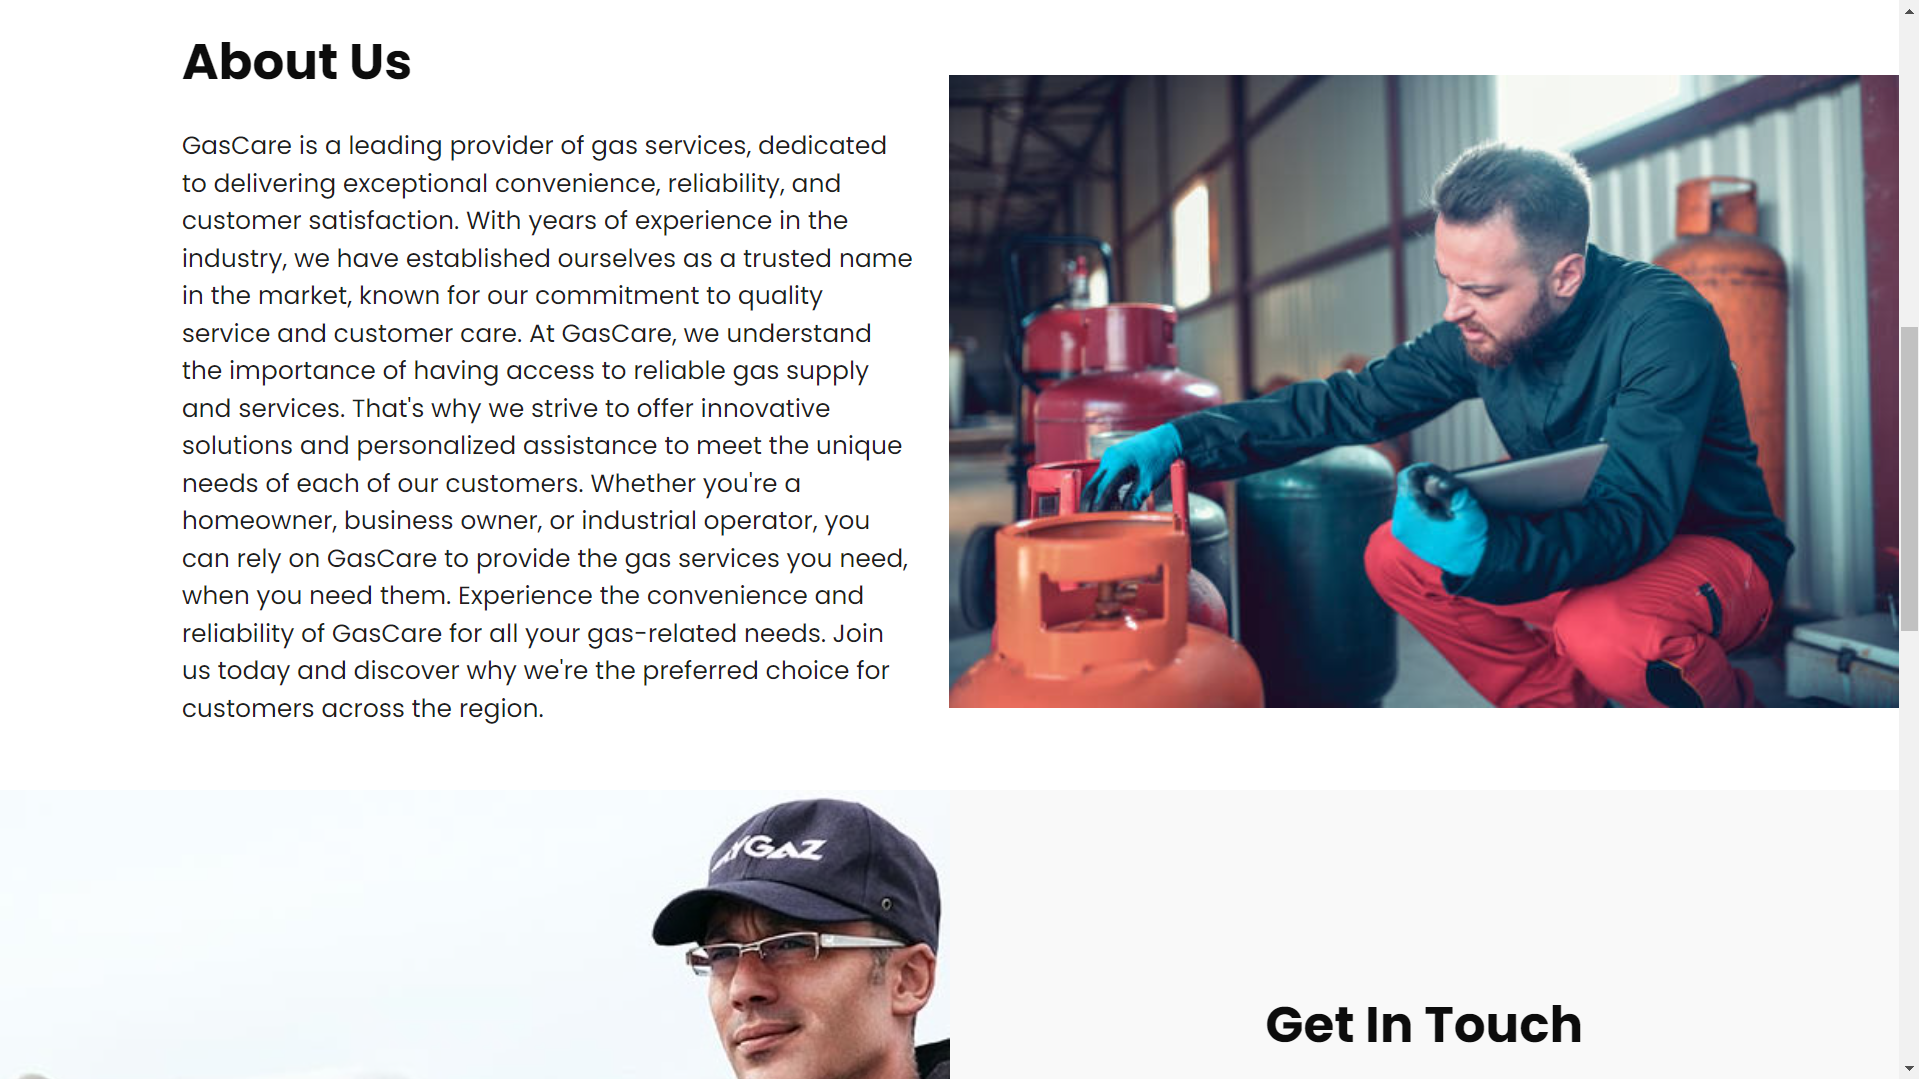 About Us
GasCare is a leading provider of gas services, dedicated
to delivering exceptional convenience, reliability, and
customer satisfaction. With years of experience in the
industry, we have established ourselves as a trusted name
in the market, known for our commitment to quality
service and customer care. At GasCare, we understand
the importance of having access to reliable gas supply
and services. That's why we strive to offer innovative
solutions and personalized assistance to meet the unique
needs of each of our customers. Whether you're a
homeowner, business owner, or industrial operator, you
can rely on GasCare to provide the gas services you need,
when you need them. Experience the convenience and
reliability of GasCare for all your gas-related needs. Join
us today and discover why we're the preferred choice for
customers across the region.
Get In Touch